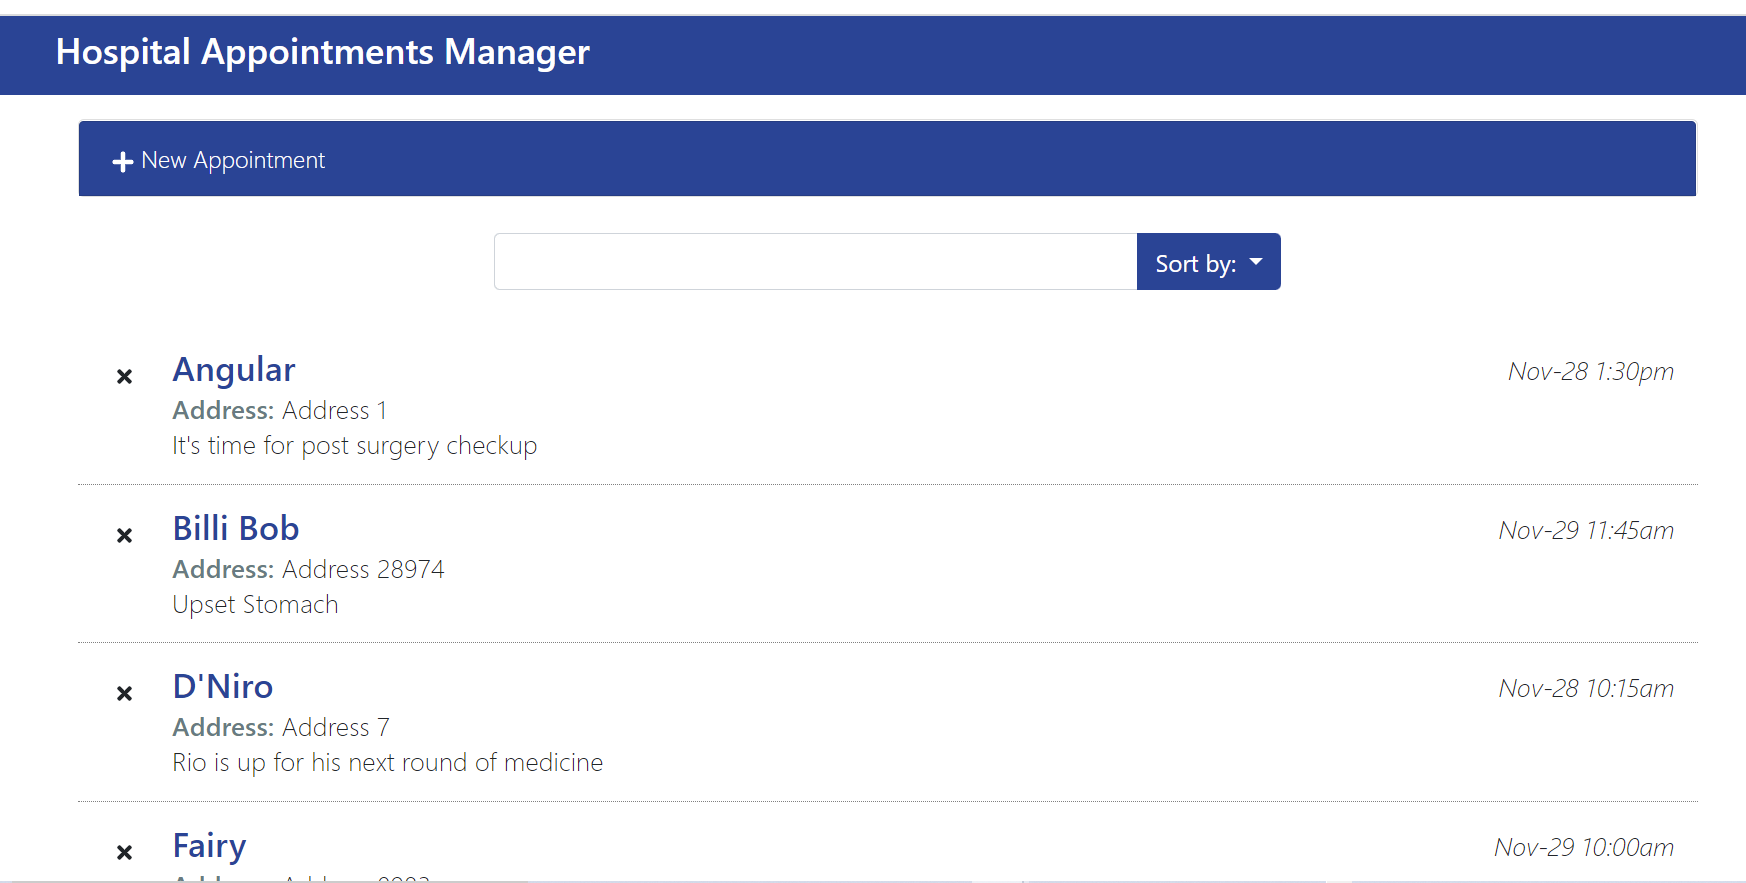 Hospital Appointments Manager
New Appointment
Sort by:
Angular
Nov-28 1:30pm
Address: Address 1
It's time for post surgery checkup
Billi Bob
Nov-29 11:45am
Address: Address 28974
Upset Stomach
D'Niro
Nov-28 10:15am
Address: Address 7
Rio is up for his next round of medicine
Fairy
Nov-29 10:00am